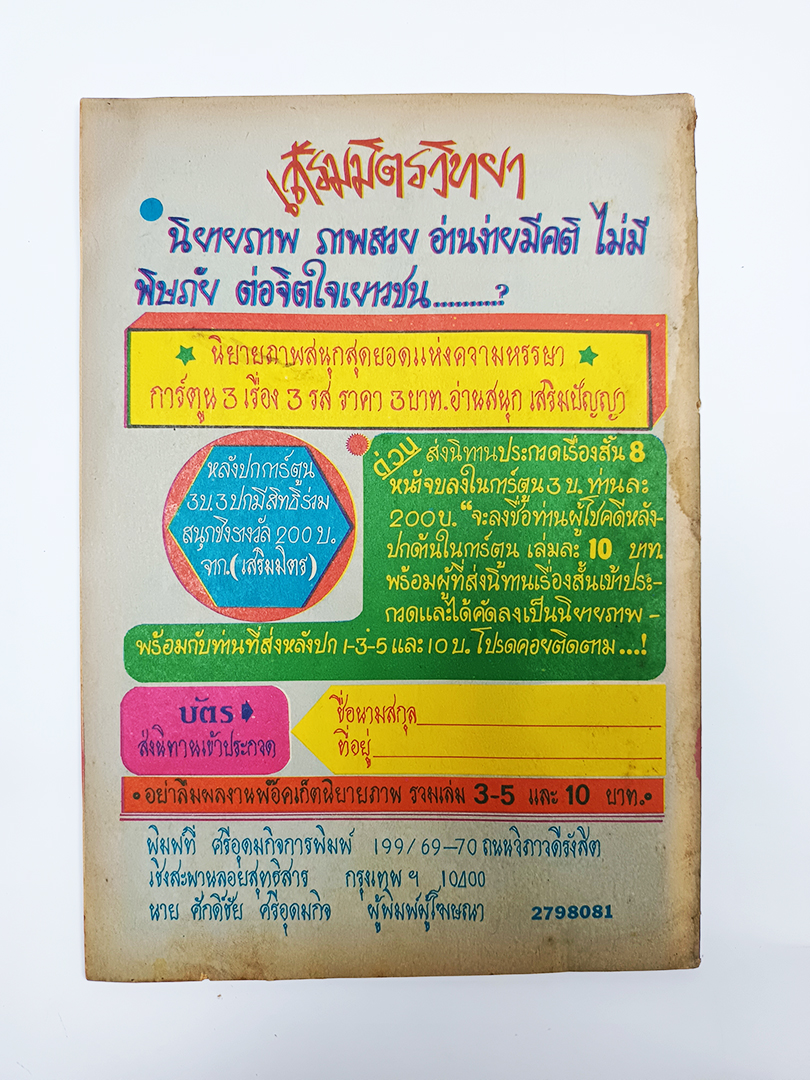 เสริมมิตรวิทยา
นิยายภาพ ภาพสวย อ่านง่ายมีคติ ไม่มี
พิษภัย ต่อจิตใจเยาวชน..........?
นิยายภาพสนุกสุดยอดแห่งความหรรษา
การ์ตูน 3 เรื่อง 3 รส ราคา 3 บาท. อ่านสนุก เสริมปัญญา
หลังปกการ์ตูน
3 บ. 3 ปกมีสิทธิ์ร่วม
สนุกชิงรางวัล 200 บ.
จาก.(เสริมมิตร)
ด่วน ส่งนิทานประกวดเรื่องสั้น 8
หน้าจบลงในการ์ตูน 3 บ. ท่านละ
200 บ. “จะลงชื่อท่านผู้โชคดีหลัง-
ปกด้านในการ์ตูน เล่มละ 10 บาท.
พร้อมผู้ที่ส่งนิทานเรื่องสั้นเข้าประ-
กวดและได้คัดลงเป็นนิยายภาพ -
พร้อมกับท่านที่ส่งหลังปก 1-3-5 และ 10 บ. โปรดคอยติดตาม ...!
บัตร
ส่งนิทานเข้าประกวด
ชื่อนามสกุล
ที่อยู่
อย่าลืมผลงานพ๊อคเก็ตนิยายภาพ รวมเล่ม 3-5 และ 10 บาท.
พิมพ์ที่ ศรีอุดมกิจการพิมพ์ 199/69-70 ถนนวิภาวดีรังสิต
เชิงสะพานลอยสุทธิสาร กรุงเทพฯ 10400
นาย ศักดิ์ชัย ศรีอุดมกิจ ผู้พิมพ์ผู้โฆษณา 2798081